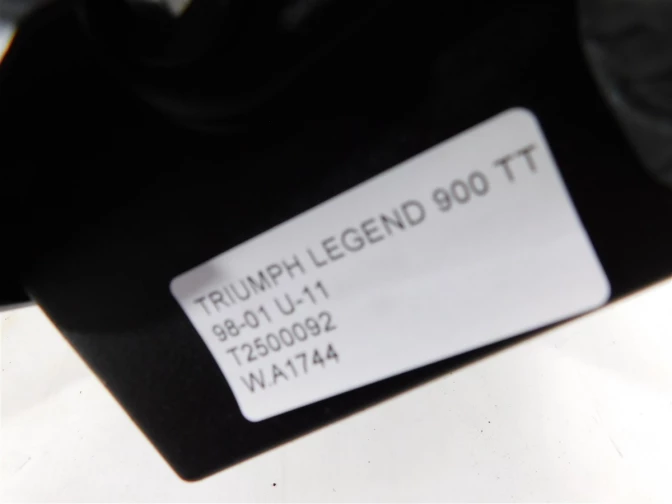 TRIUMPH LEGEND 900 TT
98-01 U-11
T2500092
W.A1744